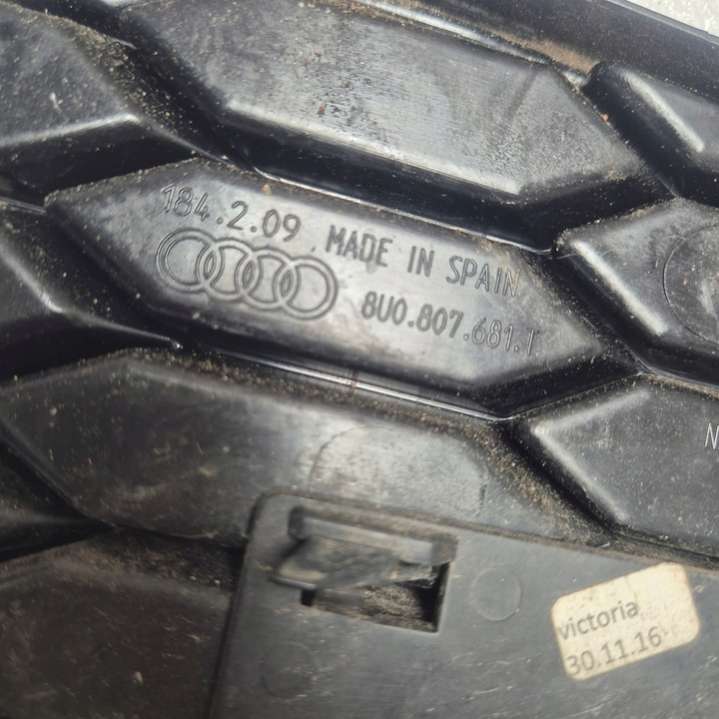 184.2.09 MADE IN SPAIN
8U0.807.681.T
N
victoria
30.11.16